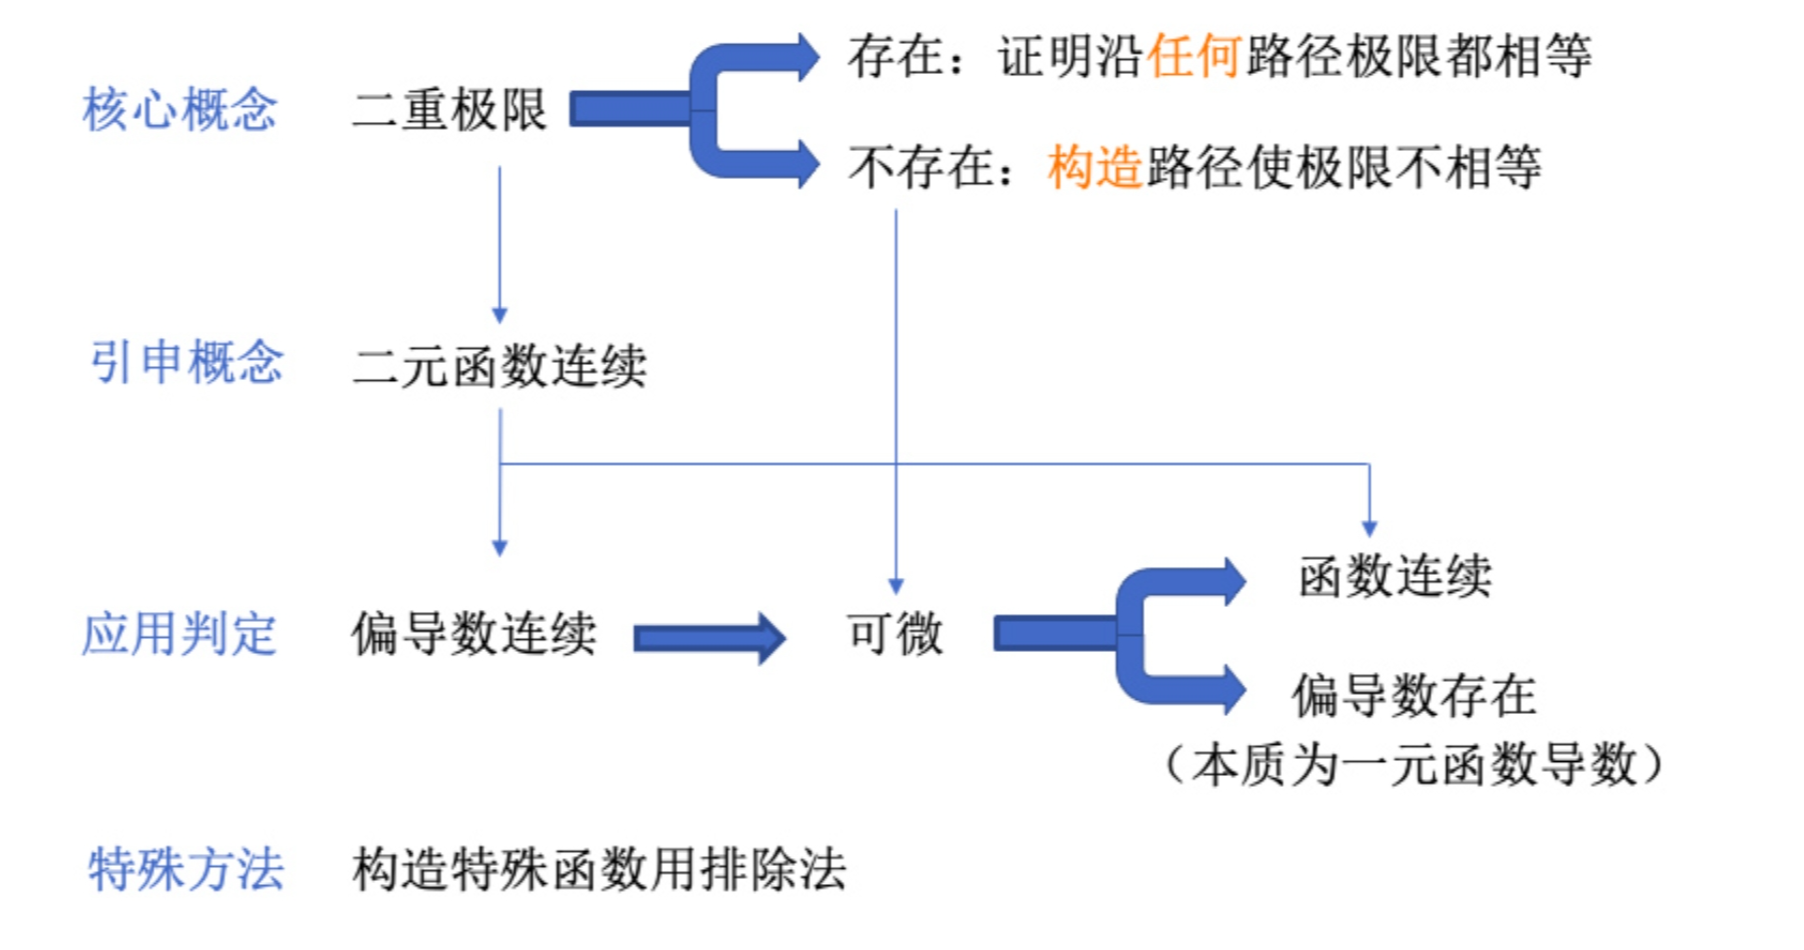 存在：证明沿任何路径极限都相等
核心概念 二重极限
不存在：构造路径使极限不相等
引申概念 二元函数连续
函数连续
应用判定 偏导数连续 可微
偏导数存在
（本质为一元函数导数）
特殊方法 构造特殊函数用排除法